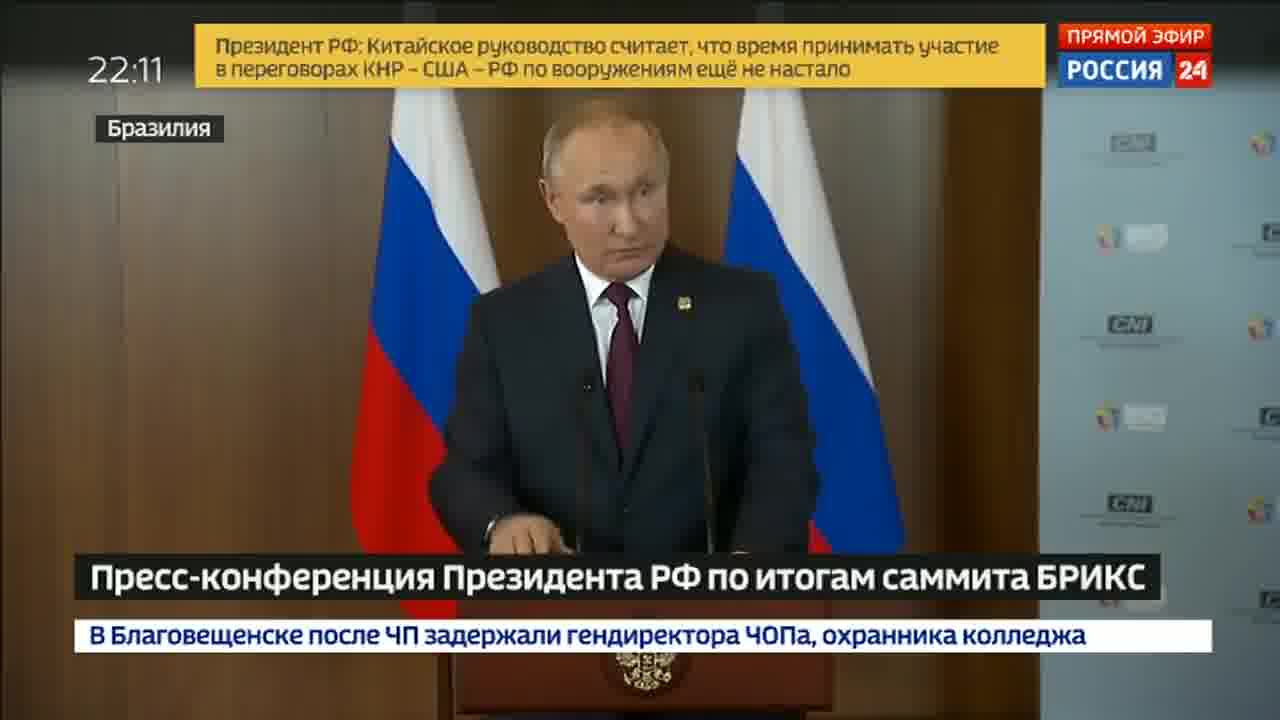 22:11
Президент РФ: Китайское руководство считает, что время принимать участие
в переговорах КНР – США – РФ по вооружениям ещё не настало
ПРЯМОЙ ЭФИР
РОССИЯ 24
Бразилия
CNI
CNI
CNI
Пресс-конференция Президента РФ по итогам саммита БРИКС
В Благовещенске после ЧП задержали гендиректора ЧОПа, охранника колледжа